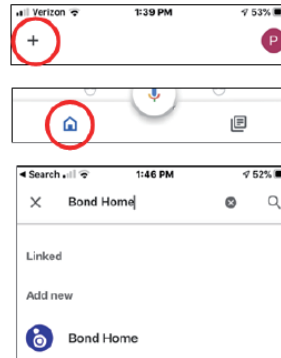 Verizon 1:39 PM 53%
+ P
Search 1:46 PM 52%
Bond Home
Linked
Add new
Bond Home